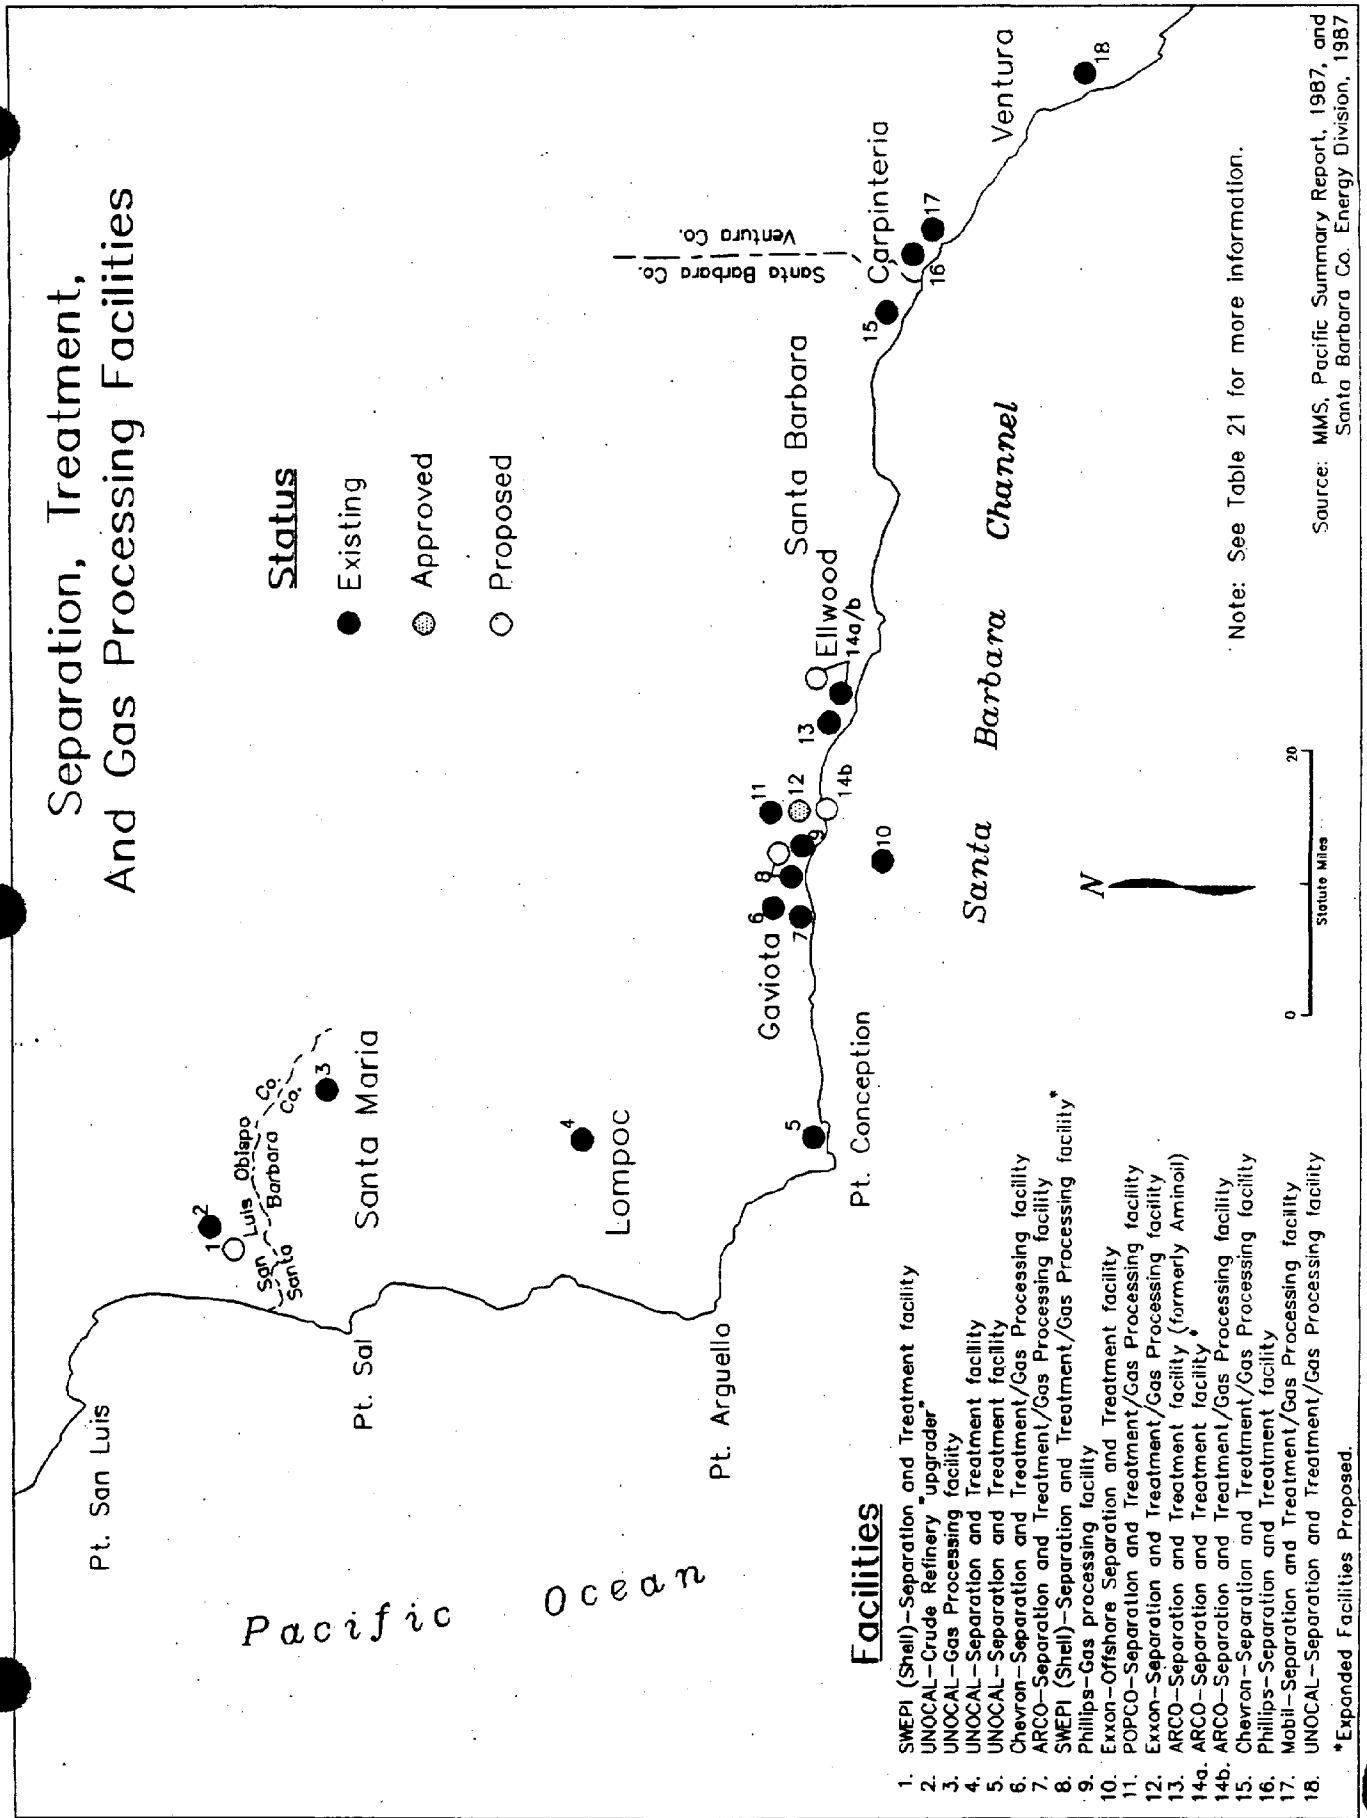 Separation, Treatment,
And Gas Processing Facilities
Status
Existing
Approved
Proposed
Pt. San Luis
1
2
San Luis Obispo Co.
Santa Barbara Co.
3
Santa Maria
Pt. Sal
4
Lompoc
Pt. Arguello
5
Pt. Conception
Pacific Ocean
Gaviota
6
7
8
9
10
11
12
14b
13
Ellwood
14a/b
Santa Barbara
Santa Barbara Co.
Ventura Co.
15
Carpinteria
16
17
Ventura
18
Santa Barbara Channel
N
0
20
Statute Miles
Note: See Table 21 for more information.
Facilities
1. SWEPI (Shell)-Separation and Treatment facility
2. UNOCAL-Crude Refinery "upgrader"
3. UNOCAL-Gas Processing facility
4. UNOCAL-Separation and Treatment facility
5. UNOCAL-Separation and Treatment facility
6. Chevron-Separation and Treatment/Gas Processing facility
7. ARCO-Separation and Treatment/Gas Processing facility
8. SWEPI (Shell)-Separation and Treatment/Gas Processing facility*
9. Phillips-Gas processing facility
10. Exxon-Offshore Separation and Treatment facility
11. POPCO-Separation and Treatment/Gas Processing facility
12. Exxon-Separation and Treatment/Gas Processing facility
13. ARCO-Separation and Treatment facility (formerly Aminoil)
14a. ARCO-Separation and Treatment facility*
14b. ARCO-Separation and Treatment/Gas Processing facility
15. Chevron-Separation and Treatment/Gas Processing facility
16. Phillips-Separation and Treatment facility
17. Mobil-Separation and Treatment/Gas Processing facility
18. UNOCAL-Separation and Treatment/Gas Processing facility
*Expanded Facilities Proposed.
Source: MMS, Pacific Summary Report, 1987, and
Santa Barbara Co. Energy Division, 1987